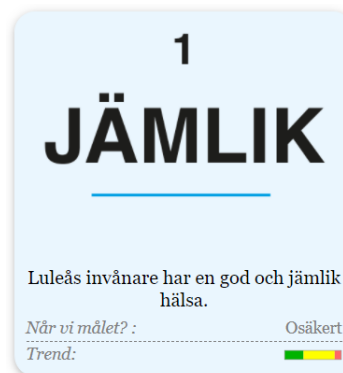 1
JÄMLIK
Luleås invånare har en god och jämlik
hälsa.
Når vi målet? : Osäkert
Trend: